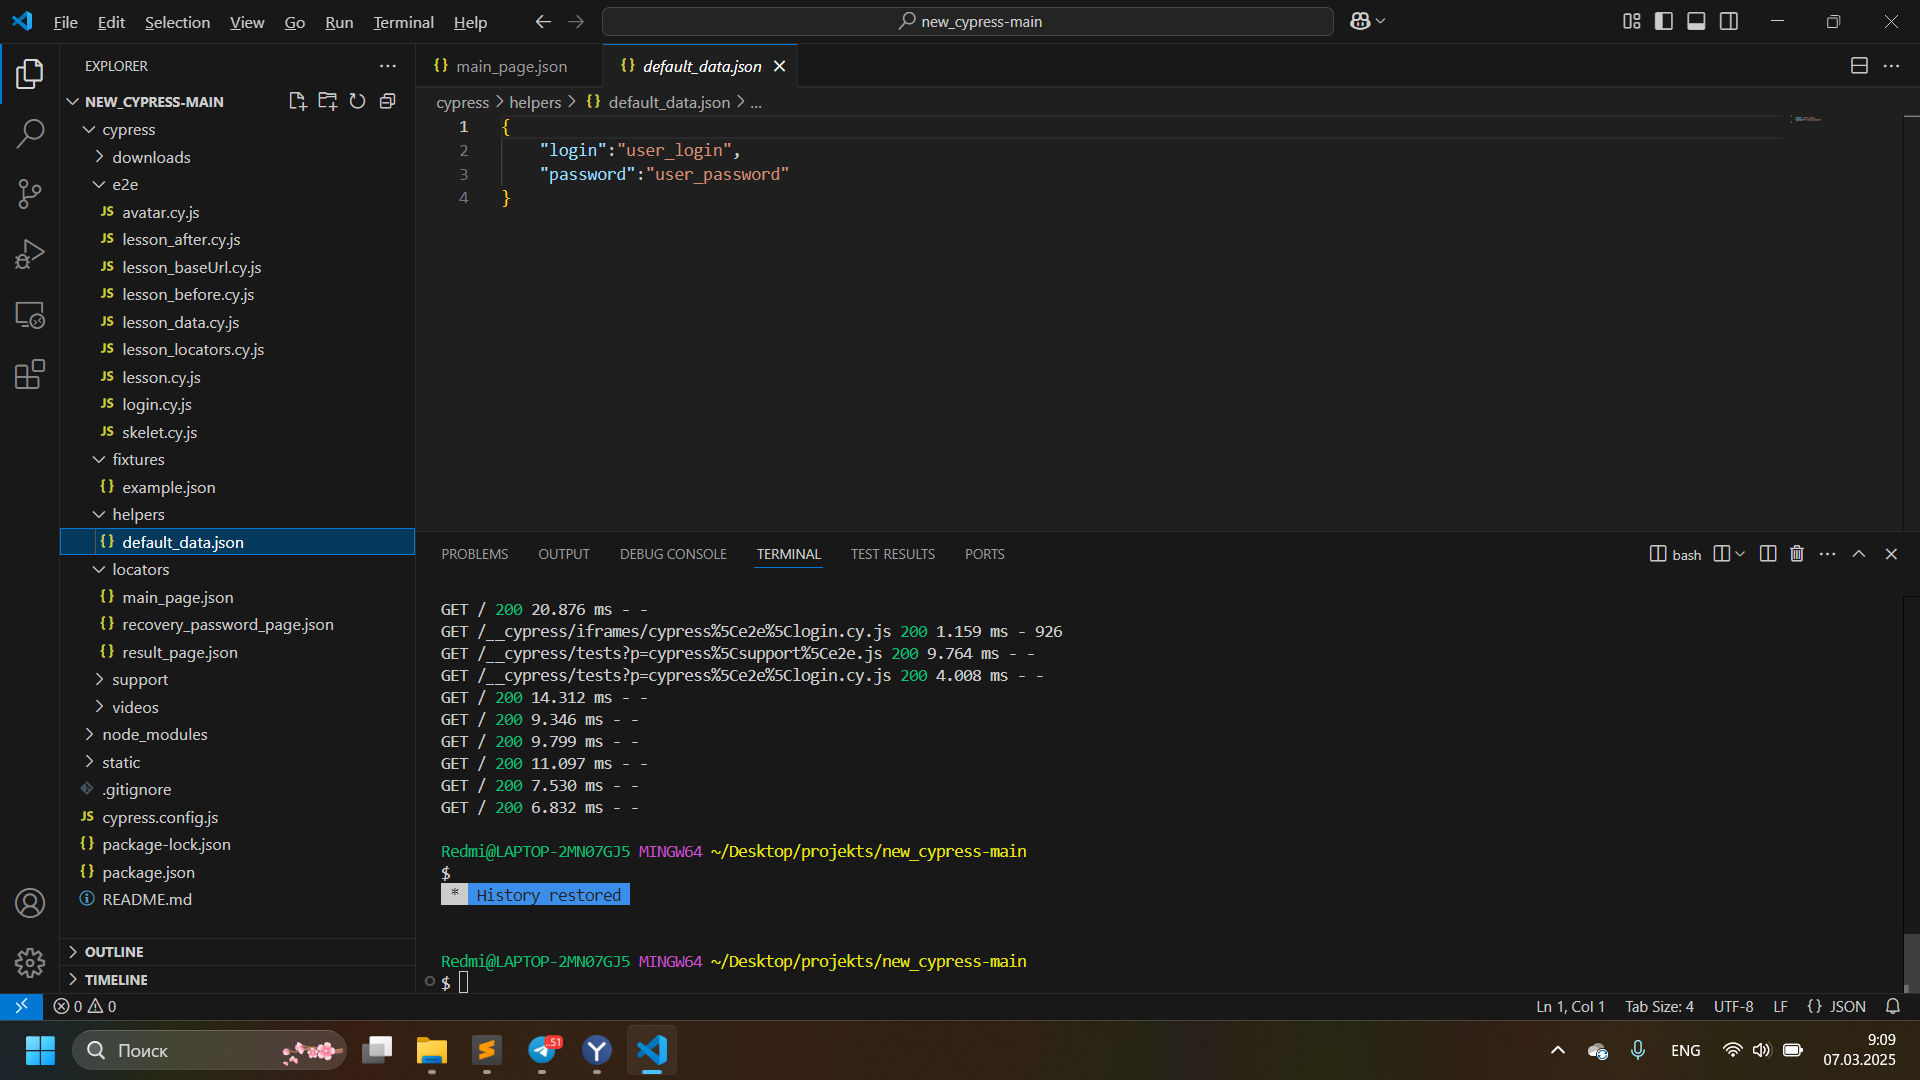 File Edit Selection View Go Run Terminal Help
new_cypress-main
EXPLORER
NEW_CYPRESS-MAIN
cypress
downloads
e2e
JS avatar.cy.js
JS lesson_after.cy.js
JS lesson_baseUrl.cy.js
JS lesson_before.cy.js
JS lesson_data.cy.js
JS lesson_locators.cy.js
JS lesson.cy.js
JS login.cy.js
JS skelet.cy.js
fixtures
{} example.json
helpers
{} default_data.json
locators
{} main_page.json
{} recovery_password_page.json
{} result_page.json
support
videos
node_modules
static
.gitignore
JS cypress.config.js
{} package-lock.json
{} package.json
README.md
OUTLINE
TIMELINE
{} main_page.json
{} default_data.json
cypress > helpers > {} default_data.json > ...
1 {
2 "login":"user_login",
3 "password":"user_password"
4 }
PROBLEMS OUTPUT DEBUG CONSOLE TERMINAL TEST RESULTS PORTS
bash
GET / 200 20.876 ms - -
GET /__cypress/iframes/cypress%5Ce2e%5Clogin.cy.js 200 1.159 ms - 926
GET /__cypress/tests?p=cypress%5Csupport%5Ce2e.js 200 9.764 ms - -
GET /__cypress/tests?p=cypress%5Ce2e%5Clogin.cy.js 200 4.008 ms - -
GET / 200 14.312 ms - -
GET / 200 9.346 ms - -
GET / 200 9.799 ms - -
GET / 200 11.097 ms - -
GET / 200 7.530 ms - -
GET / 200 6.832 ms - -
Redmi@LAPTOP-2MN07GJ5 MINGW64 ~/Desktop/projekts/new_cypress-main
$
* History restored
Redmi@LAPTOP-2MN07GJ5 MINGW64 ~/Desktop/projekts/new_cypress-main
$
0 0
Ln 1, Col 1 Tab Size: 4 UTF-8 LF {} JSON
Поиск
..51
ENG
9:09
07.03.2025